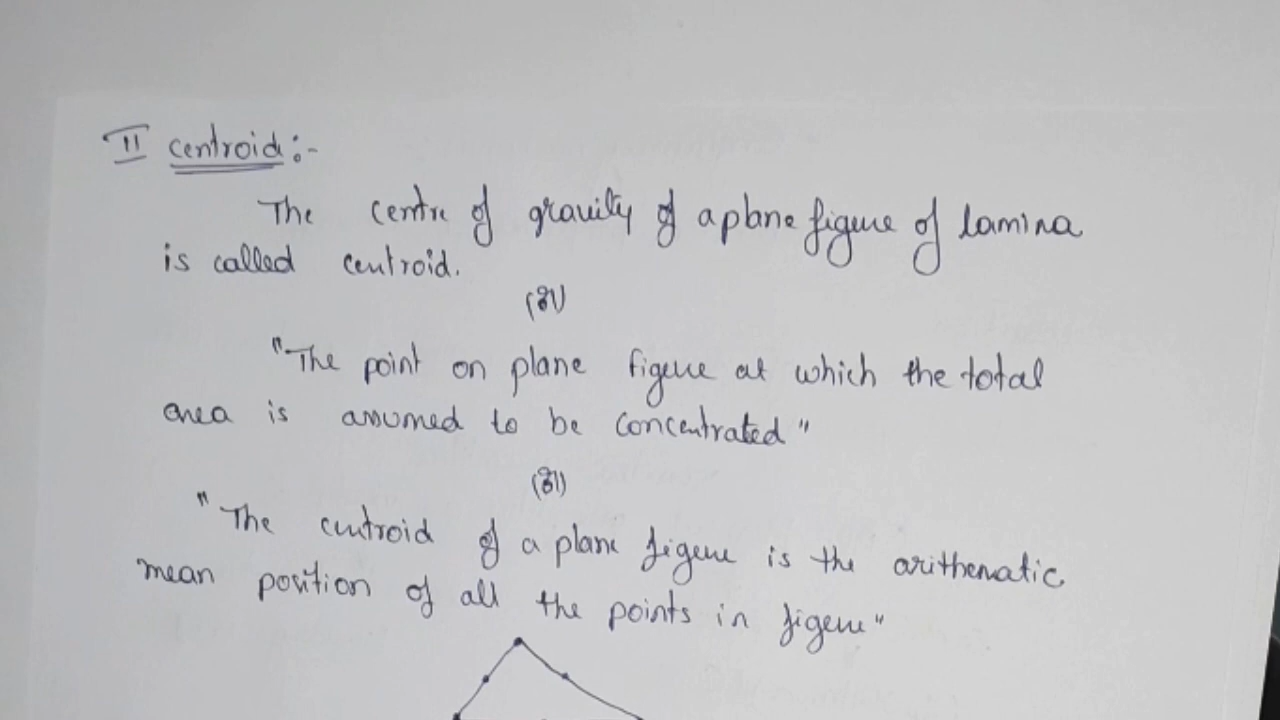 II centroid:-
The centre of gravity of a plane figure of lamina
is called centroid.
(or)
"The point on plane figure at which the total
area is assumed to be concentrated"
(or)
"The centroid of a plane figure is the arithematic
mean position of all the points in figure"